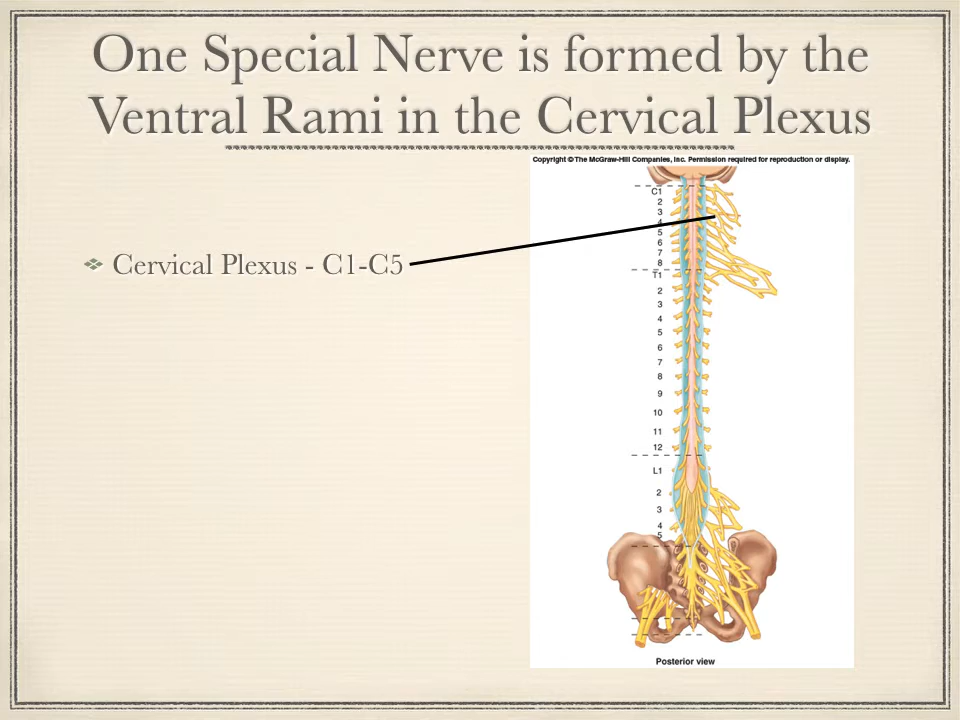 One Special Nerve is formed by the
Ventral Rami in the Cervical Plexus
Copyright © The McGraw-Hill Companies, Inc. Permission required for reproduction or display.
Cervical Plexus - C1-C5
C1
2
3
4
5
6
7
8
T1
2
3
4
5
6
7
8
9
10
11
12
L1
2
3
4
5
Posterior view